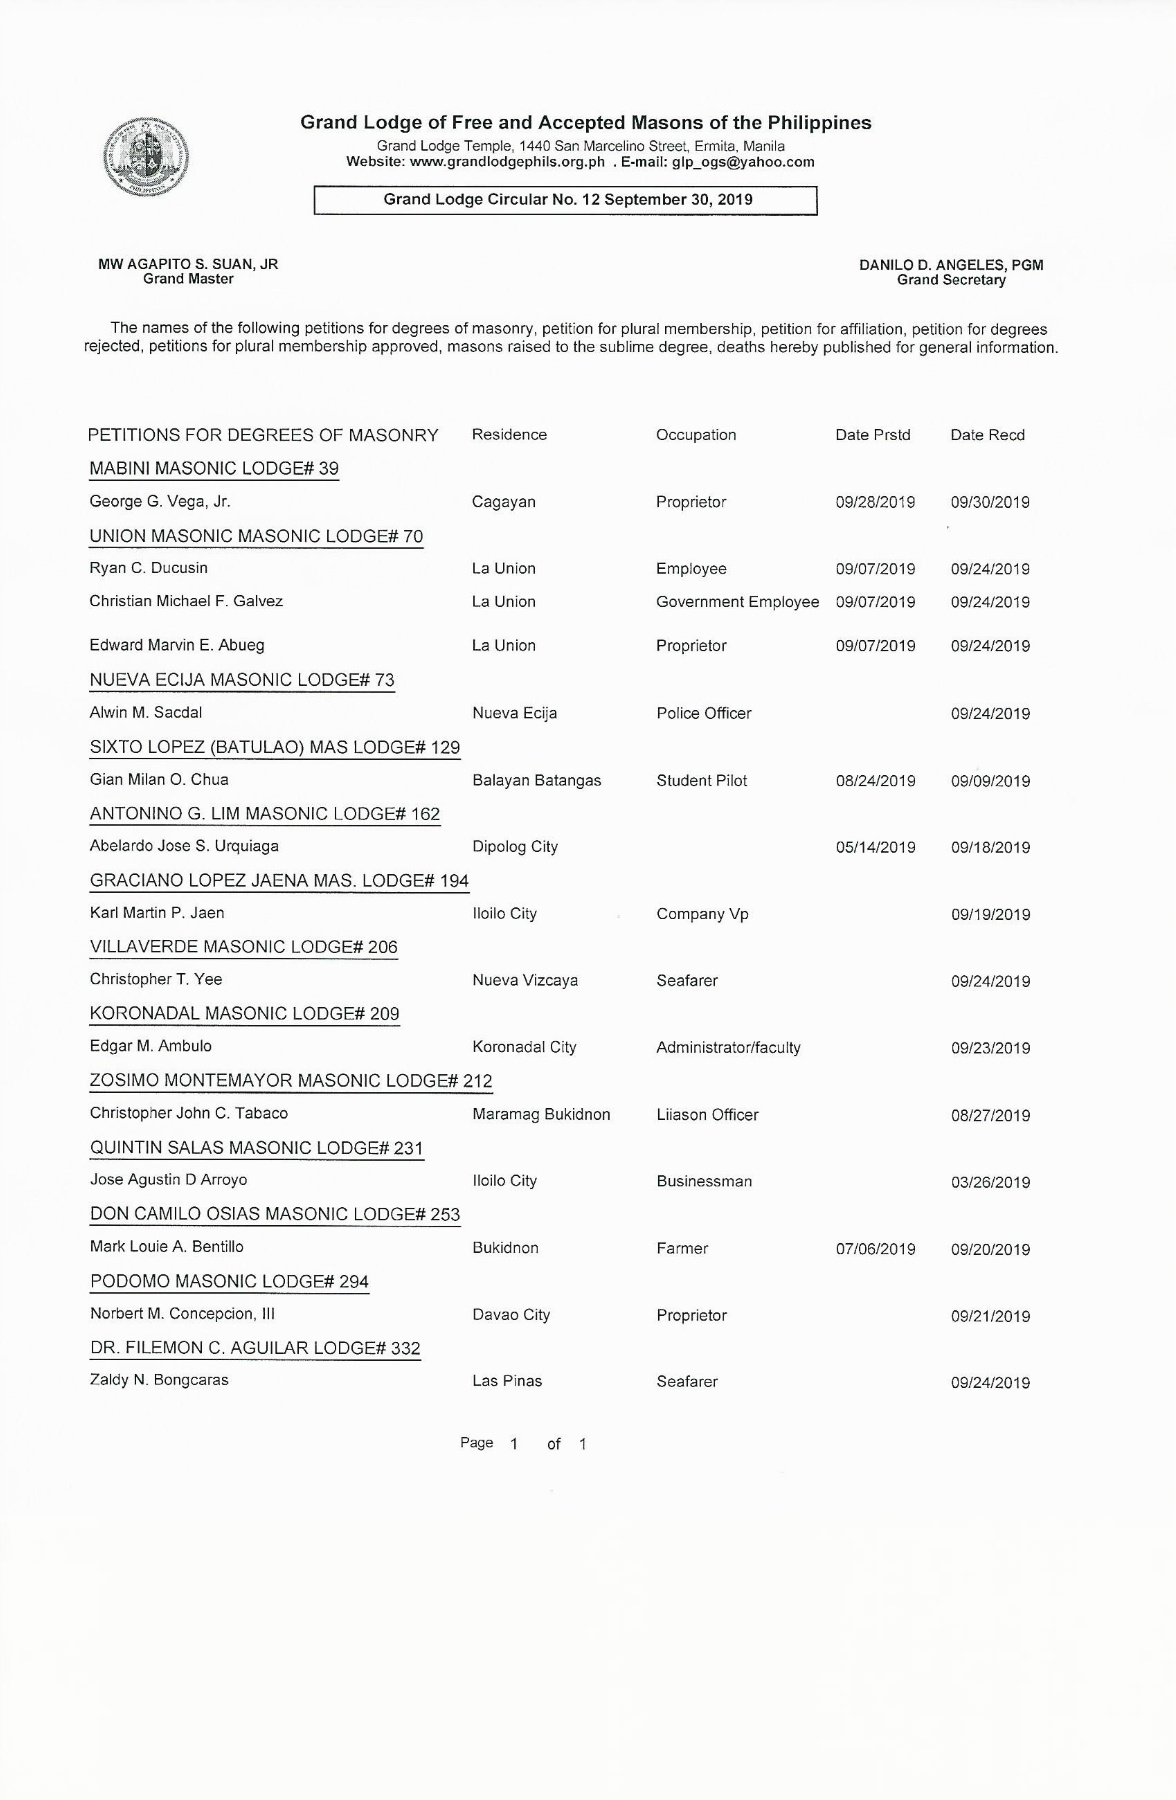 Grand Lodge of Free and Accepted Masons of the Philippines
Grand Lodge Temple, 1440 San Marcelino Street, Ermita, Manila
Website: www.grandlodgephils.org.ph . E-mail: glp_ogs@yahoo.com
Grand Lodge Circular No. 12 September 30, 2019
MW AGAPITO S. SUAN, JR DANILO D. ANGELES, PGM
Grand Master Grand Secretary
The names of the following petitions for degrees of masonry, petition for plural membership, petition for affiliation, petition for degrees
rejected, petitions for plural membership approved, masons raised to the sublime degree, deaths hereby published for general information.
PETITIONS FOR DEGREES OF MASONRY Residence Occupation Date Prstd Date Recd
MABINI MASONIC LODGE# 39
George G. Vega, Jr. Cagayan Proprietor 09/28/2019 09/30/2019
UNION MASONIC MASONIC LODGE# 70
Ryan C. Ducusin La Union Employee 09/07/2019 09/24/2019
Christian Michael F. Galvez La Union Government Employee 09/07/2019 09/24/2019
Edward Marvin E. Abueg La Union Proprietor 09/07/2019 09/24/2019
NUEVA ECIJA MASONIC LODGE# 73
Alwin M. Sacdal Nueva Ecija Police Officer 09/24/2019
SIXTO LOPEZ (BATULAO) MAS LODGE# 129
Gian Milan O. Chua Balayan Batangas Student Pilot 08/24/2019 09/09/2019
ANTONINO G. LIM MASONIC LODGE# 162
Abelardo Jose S. Urquiaga Dipolog City 05/14/2019 09/18/2019
GRACIANO LOPEZ JAENA MAS. LODGE# 194
Karl Martin P. Jaen Iloilo City Company Vp 09/19/2019
VILLAVERDE MASONIC LODGE# 206
Christopher T. Yee Nueva Vizcaya Seafarer 09/24/2019
KORONADAL MASONIC LODGE# 209
Edgar M. Ambulo Koronadal City Administrator/faculty 09/23/2019
ZOSIMO MONTEMAYOR MASONIC LODGE# 212
Christopher John C. Tabaco Maramag Bukidnon Liiason Officer 08/27/2019
QUINTIN SALAS MASONIC LODGE# 231
Jose Agustin D Arroyo Iloilo City Businessman 03/26/2019
DON CAMILO OSIAS MASONIC LODGE# 253
Mark Louie A. Bentillo Bukidnon Farmer 07/06/2019 09/20/2019
PODOMO MASONIC LODGE# 294
Norbert M. Concepcion, III Davao City Proprietor 09/21/2019
DR. FILEMON C. AGUILAR LODGE# 332
Zaldy N. Bongcaras Las Pinas Seafarer 09/24/2019
Page 1 of 1